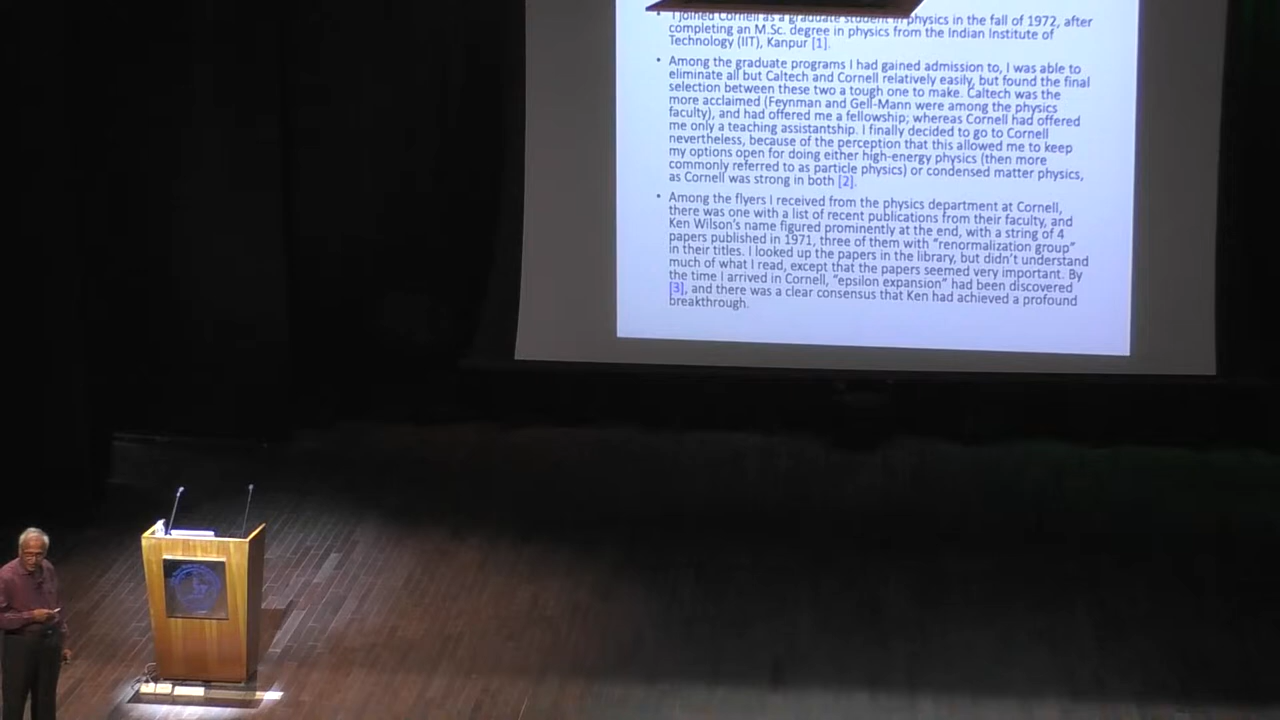 • I joined Cornell as a graduate student in physics in the fall of 1972, after
completing an M.Sc. degree in physics from the Indian Institute of
Technology (IIT), Kanpur [1].
• Among the graduate programs I had gained admission to, I was able to
eliminate all but Caltech and Cornell relatively easily, but found the final
selection between these two a tough one to make. Caltech was the
more acclaimed (Feynman and Gell-Mann were among the physics
faculty), and had offered me a fellowship; whereas Cornell had offered
me only a teaching assistantship. I finally decided to go to Cornell
nevertheless, because of the perception that this allowed me to keep
my options open for doing either high-energy physics (then more
commonly referred to as particle physics) or condensed matter physics,
as Cornell was strong in both [2].
• Among the flyers I received from the physics department at Cornell,
there was one with a list of recent publications from their faculty, and
Ken Wilson's name figured prominently at the end, with a string of 4
papers published in 1971, three of them with "renormalization group"
in their titles. I looked up the papers in the library, but didn't understand
much of what I read, except that the papers seemed very important. By
the time I arrived in Cornell, "epsilon expansion" had been discovered
[3], and there was a clear consensus that Ken had achieved a profound
breakthrough.